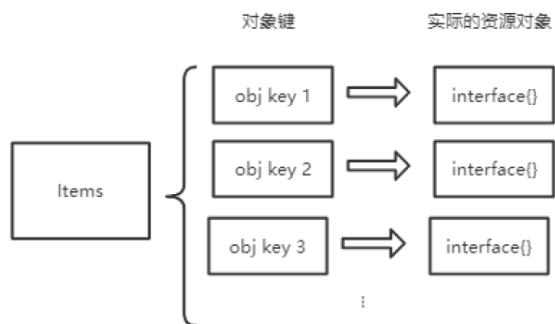 对象键 实际的资源对象
obj key 1 interface{}
obj key 2 interface{}
Items
obj key 3 interface{}
...